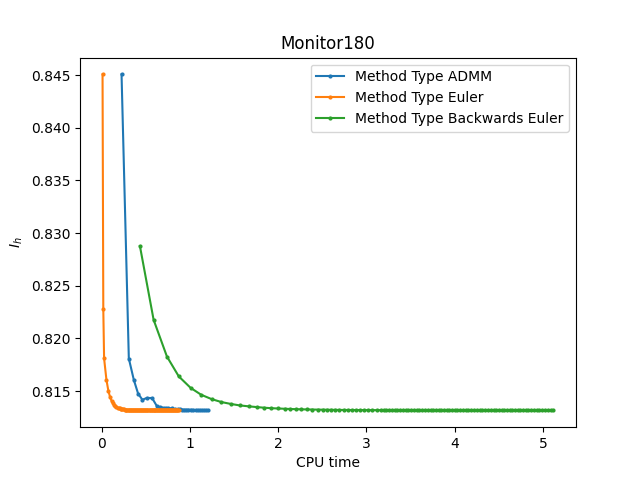 Monitor180
0.845
0.840
0.835
0.830
0.825
0.820
0.815
I_h
Method Type ADMM
Method Type Euler
Method Type Backwards Euler
0 1 2 3 4 5
CPU time